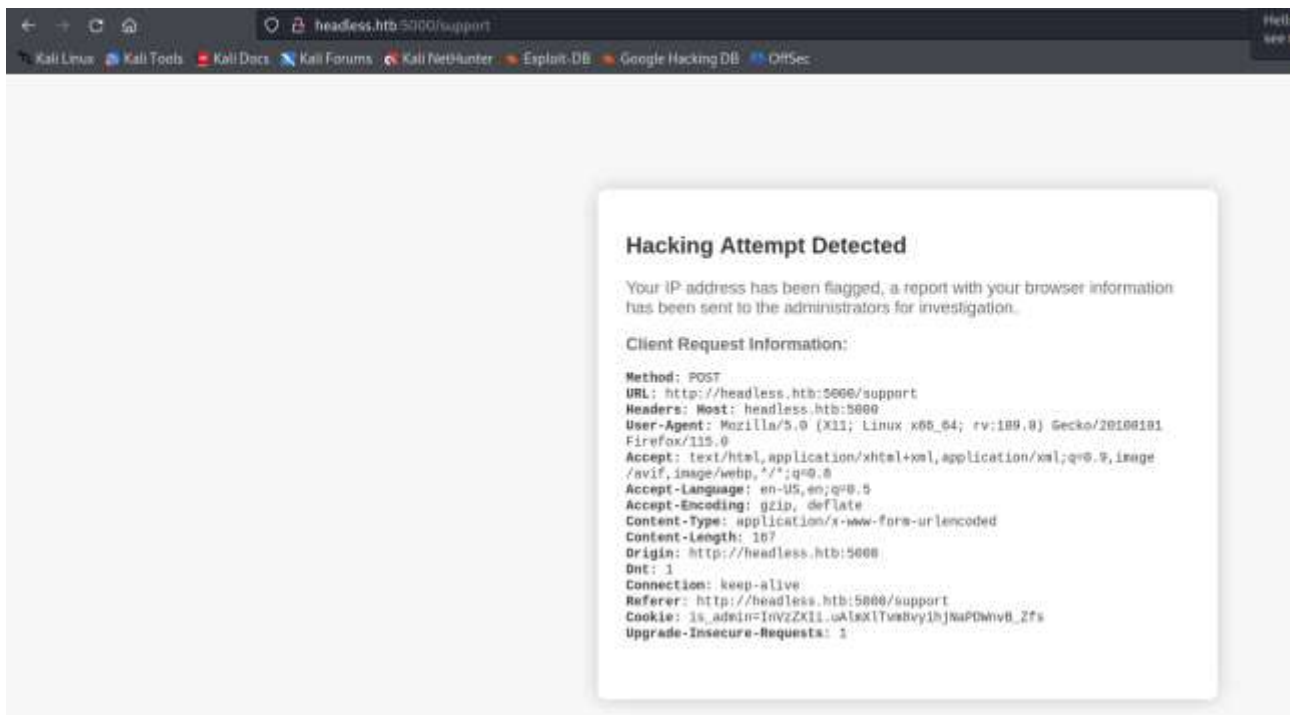 headless.htb:5000/support
Kali Linux Kali Tools Kali Docs Kali Forums Kali NetHunter Exploit-DB Google Hacking DB OffSec
Hacking Attempt Detected
Your IP address has been flagged, a report with your browser information
has been sent to the administrators for investigation.
Client Request Information:
Method: POST
URL: http://headless.htb:5000/support
Headers: Host: headless.htb:5000
User-Agent: Mozilla/5.0 (X11; Linux x86_64; rv:109.0) Gecko/20100101
Firefox/115.0
Accept: text/html,application/xhtml+xml,application/xml;q=0.9,image
/avif,image/webp,*/*;q=0.8
Accept-Language: en-US,en;q=0.5
Accept-Encoding: gzip, deflate
Content-Type: application/x-www-form-urlencoded
Content-Length: 167
Origin: http://headless.htb:5000
Dnt: 1
Connection: keep-alive
Referer: http://headless.htb:5000/support
Cookie:
Upgrade-Insecure-Requests: 1